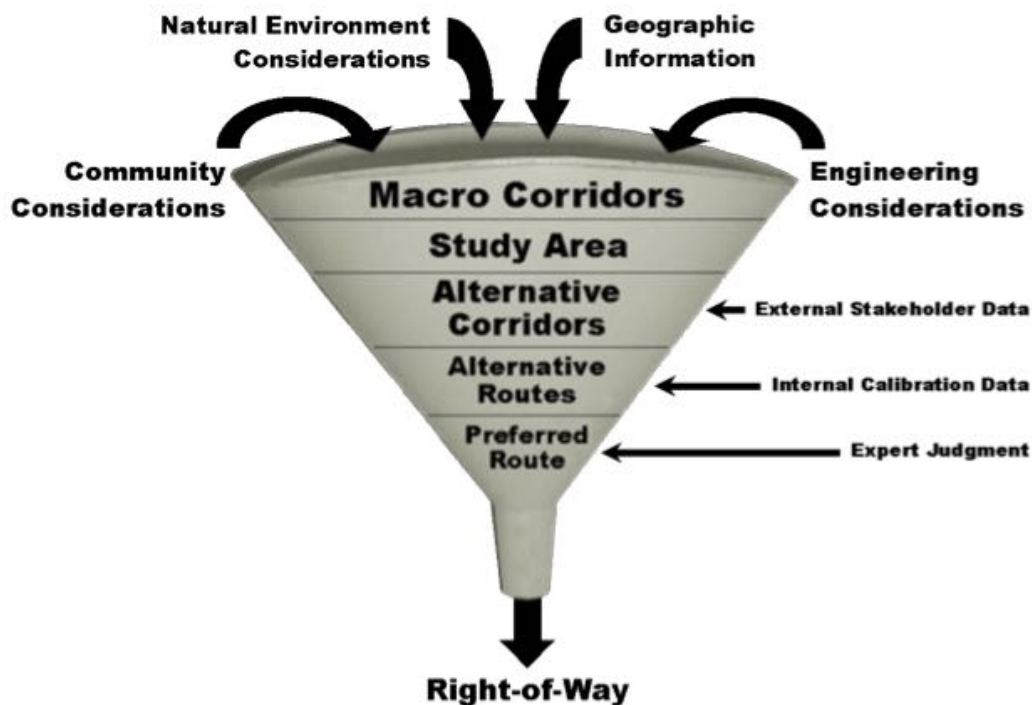 Natural Environment
Considerations
Geographic
Information
Community
Considerations
Engineering
Considerations
Macro Corridors
Study Area
Alternative
Corridors
External Stakeholder Data
Alternative
Routes
Internal Calibration Data
Preferred
Route
Expert Judgment
Right-of-Way